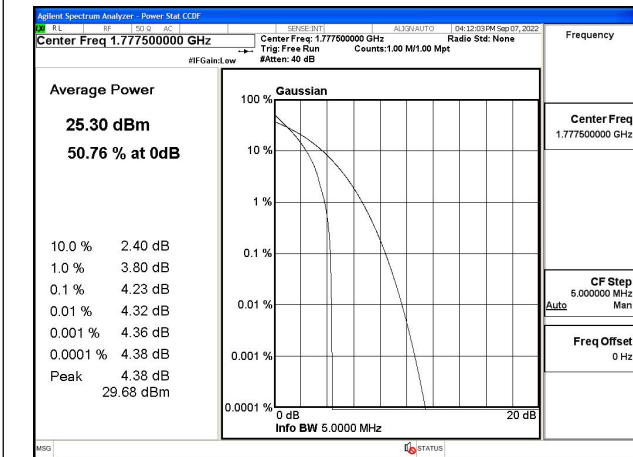 Agilent Spectrum Analyzer - Power Stat CCDF
LXI RL RF 50 Ω AC SENSE:INT ALIGNAUTO 04:12:03 PM Sep 07, 2022
Center Freq 1.777500000 GHz Center Freq: 1.777500000 GHz Radio Std: None
Trig: Free Run Counts:1.00 M/1.00 Mpt
#IFGain:Low #Atten: 40 dB
Frequency
Average Power
25.30 dBm
50.76 % at 0dB
10.0 % 2.40 dB
1.0 % 3.80 dB
0.1 % 4.23 dB
0.01 % 4.32 dB
0.001 % 4.36 dB
0.0001 % 4.38 dB
Peak 4.38 dB
29.68 dBm
Gaussian
100 %
10 %
1 %
0.1 %
0.01 %
0.001 %
0.0001 %
0 dB 20 dB
Info BW 5.0000 MHz
Center Freq
1.777500000 GHz
CF Step
5.000000 MHz
Auto Man
Freq Offset
0 Hz
MSG STATUS